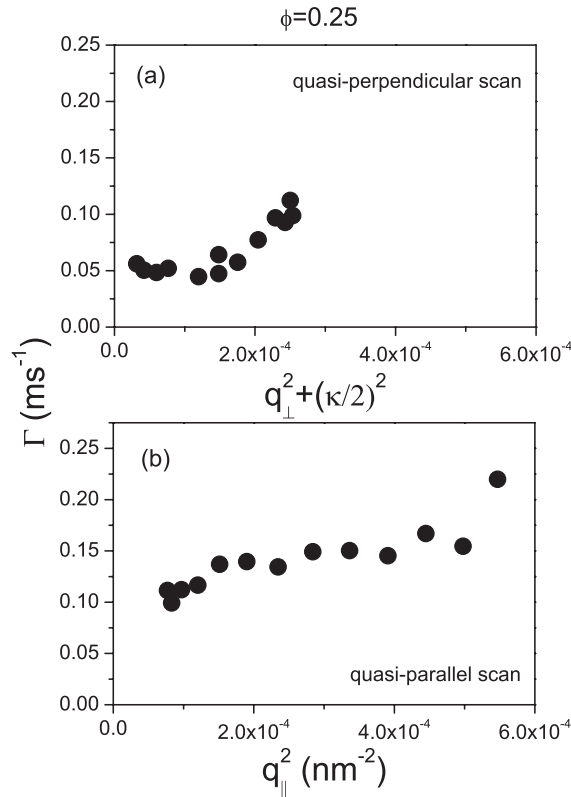 ϕ=0.25
0.25
(a)
quasi-perpendicular scan
0.20
0.15
0.10
0.05
0.00
0.0
2.0x10⁻⁴
4.0x10⁻⁴
6.0x10⁻⁴
q⊥²+(κ/2)²
Γ (ms⁻¹)
0.25
(b)
0.20
0.15
0.10
0.05
quasi-parallel scan
0.00
0.0
2.0x10⁻⁴
4.0x10⁻⁴
6.0x10⁻⁴
q∥² (nm⁻²)